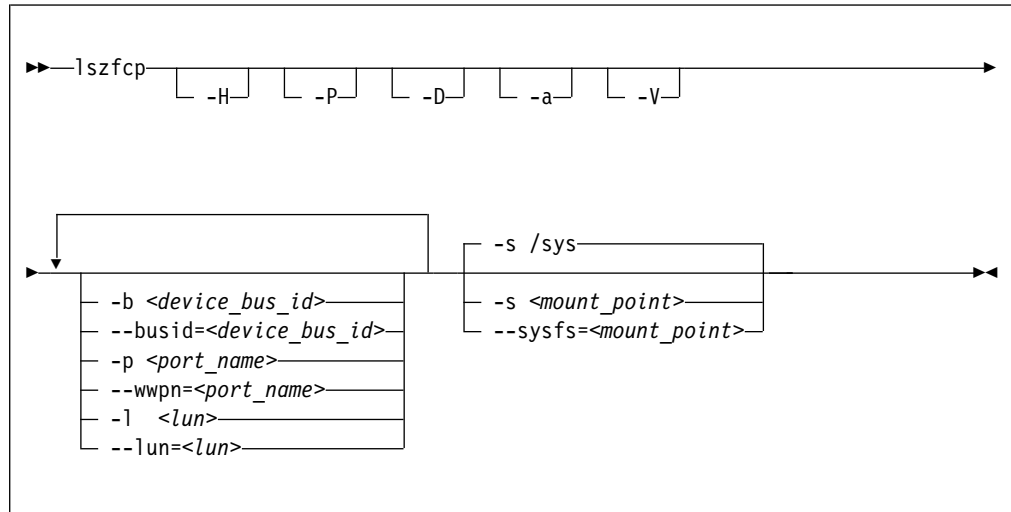 lszfcp -H -P -D -a -V
-s /sys
-b <device_bus_id> -s <mount_point>
--busid=<device_bus_id> --sysfs=<mount_point>
-p <port_name>
--wwpn=<port_name>
-l <lun>
--lun=<lun>